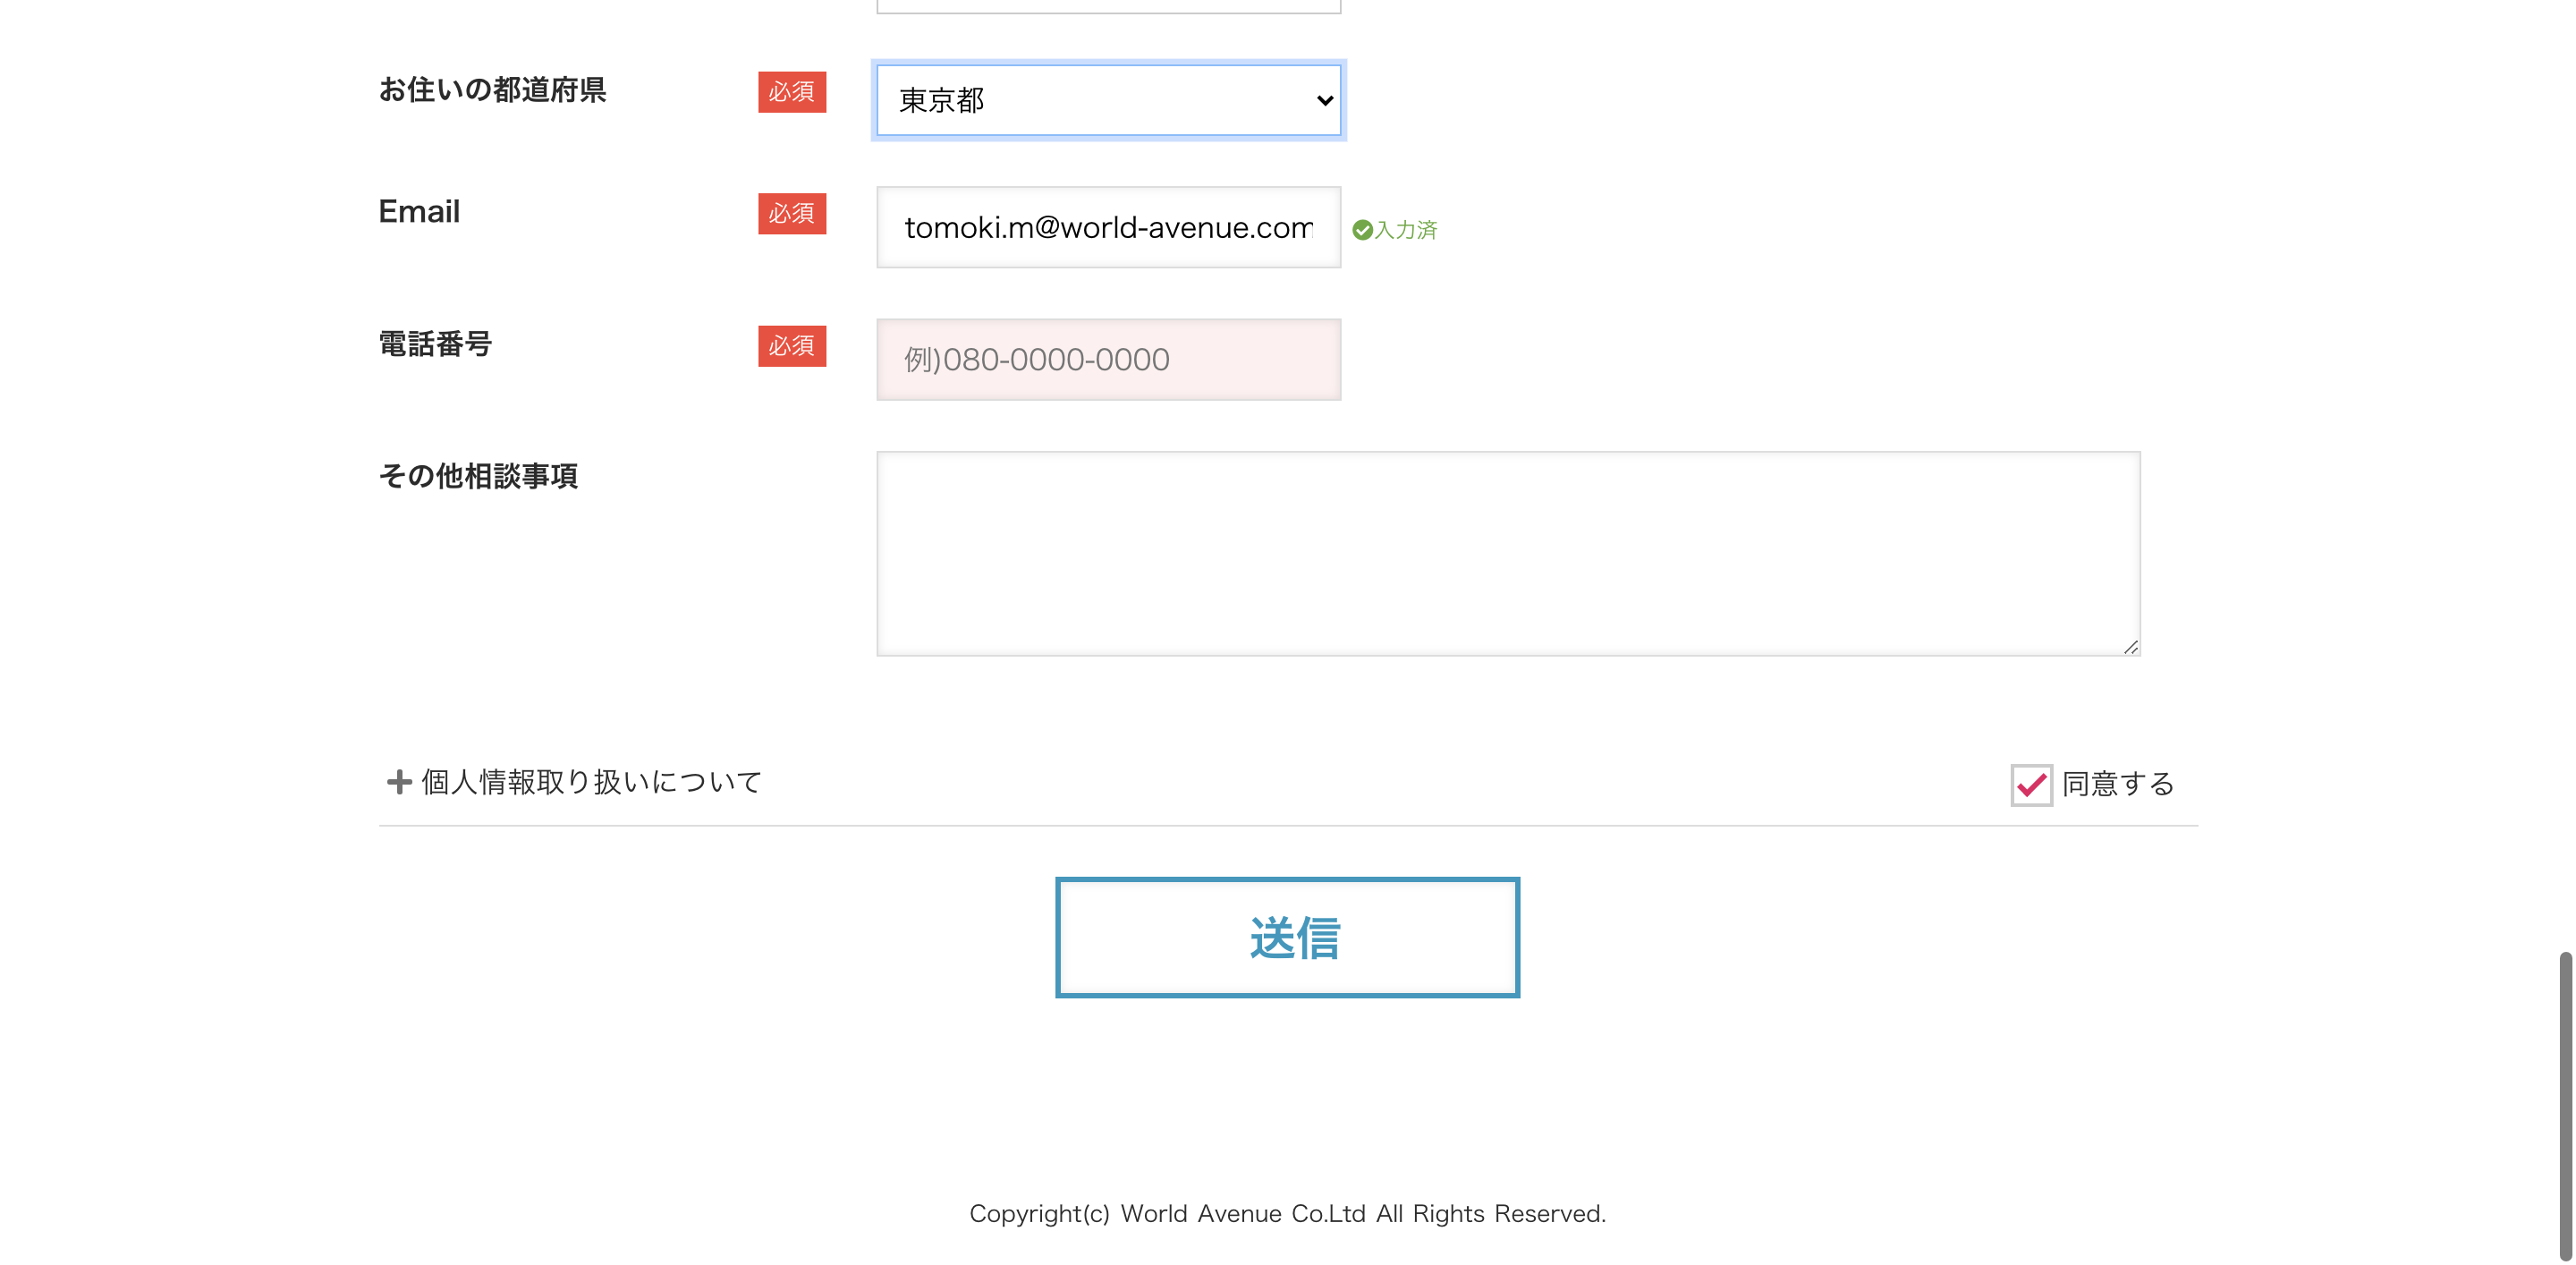 お住いの都道府県 必須 東京都
Email 必須 tomoki.m@world-avenue.com 入力済
電話番号 必須 例)080-0000-0000
その他相談事項
個人情報取り扱いについて 同意する
送信
Copyright(c) World Avenue Co.Ltd All Rights Reserved.